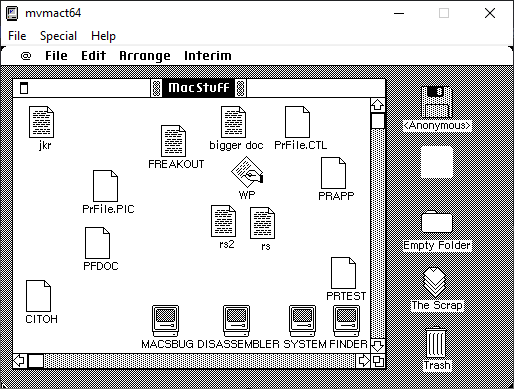 mvmact64
File Special Help
@ File Edit Arrange Interim
MacStuff
8
<Anonymous>
jkr
FREAKOUT
bigger doc
PrFile.CTL
WP
PRAPP
PrFile.PIC
rs2
rs
PFDOC
Empty Folder
CITOH
PRTEST
The Scrap
MACSBUG
DISASSEMBLER
SYSTEM
FINDER
Trash